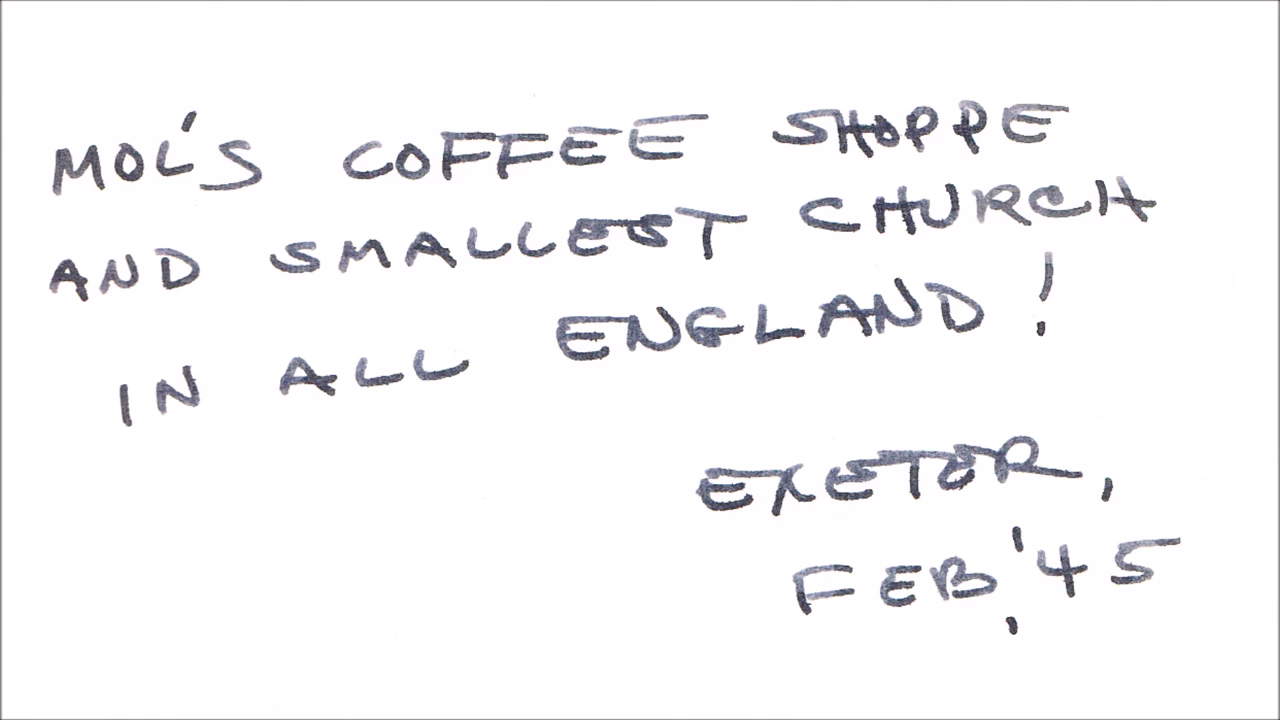 MOL'S COFFEE SHOPPE
AND SMALLEST CHURCH
IN ALL ENGLAND!
EXETER,
FEB, '45